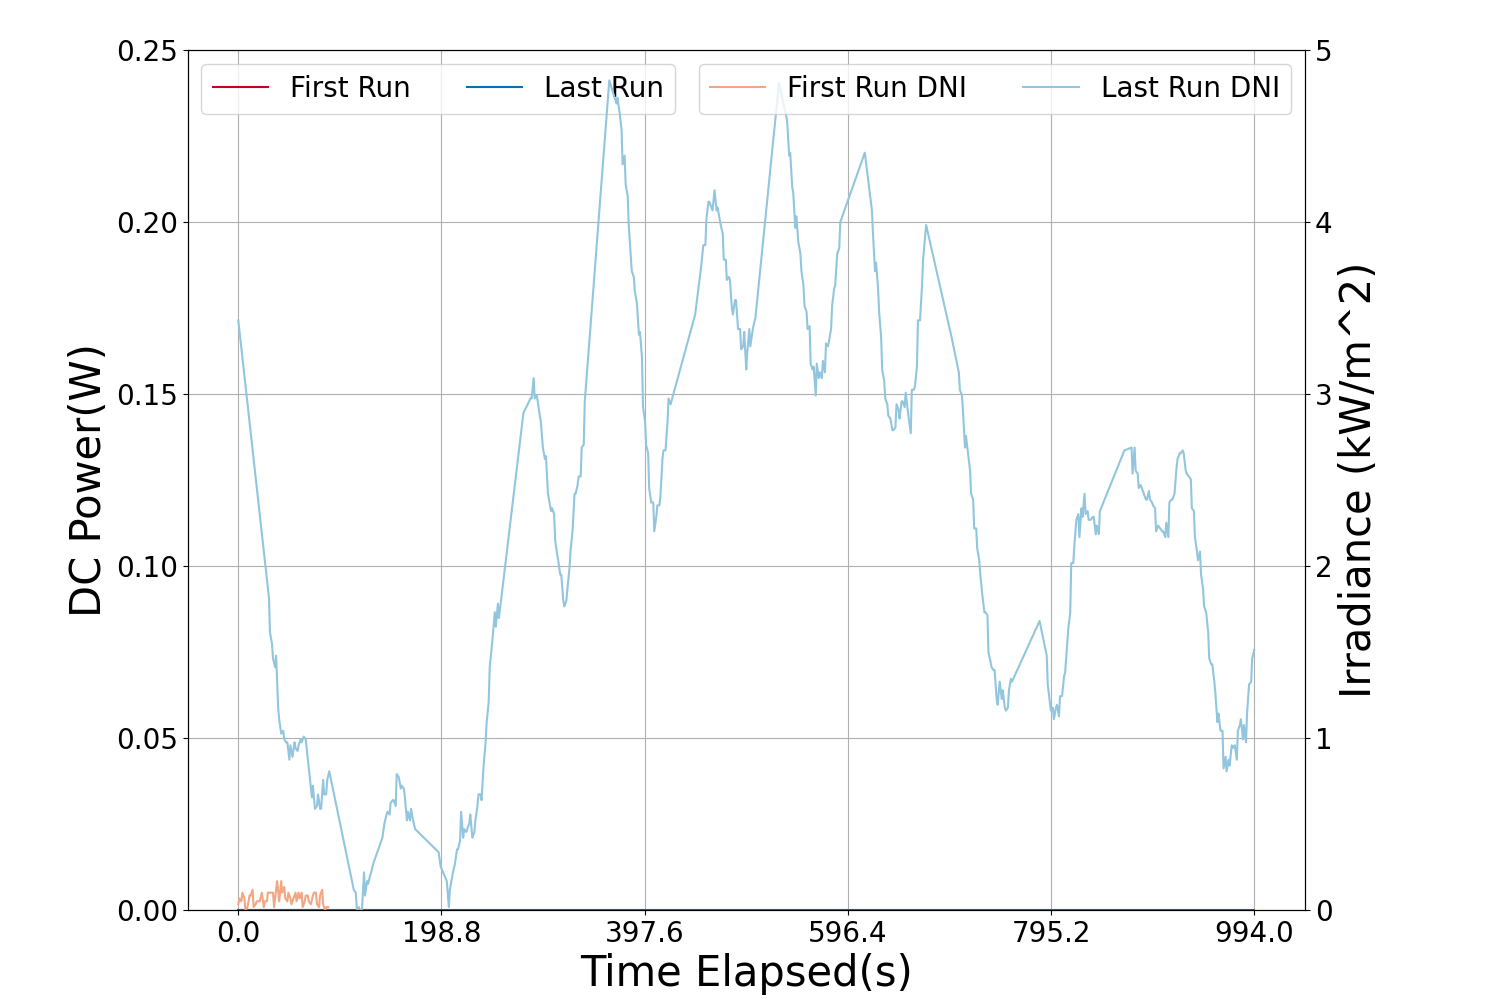 First Run
Last Run
First Run DNI
Last Run DNI
0.25
0.20
0.15
0.10
0.05
0.00
DC Power(W)
5
4
3
2
1
0
Irradiance (kW/m^2)
0.0 198.8 397.6 596.4 795.2 994.0
Time Elapsed(s)